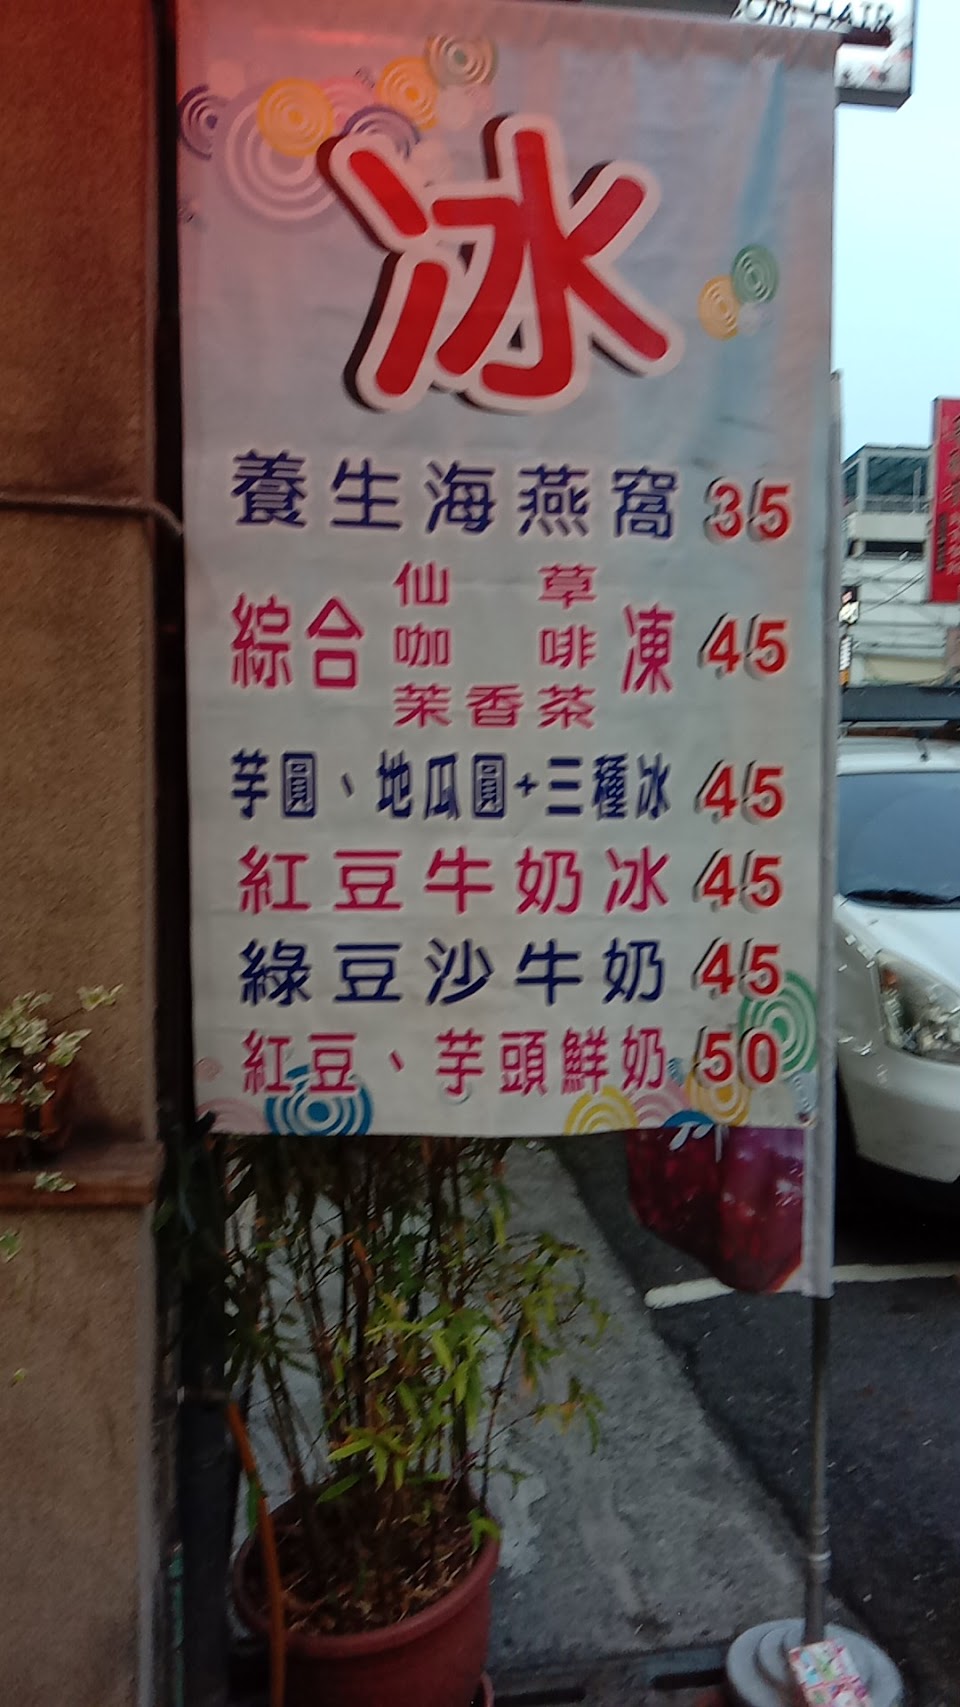 OM HAIR
冰
養生海燕窩 35
仙草
綜合 咖啡 凍 45
茉香茶
芋圓、地瓜圓+三種冰 45
紅豆牛奶冰 45
綠豆沙牛奶 45
紅豆、芋頭鮮奶 50